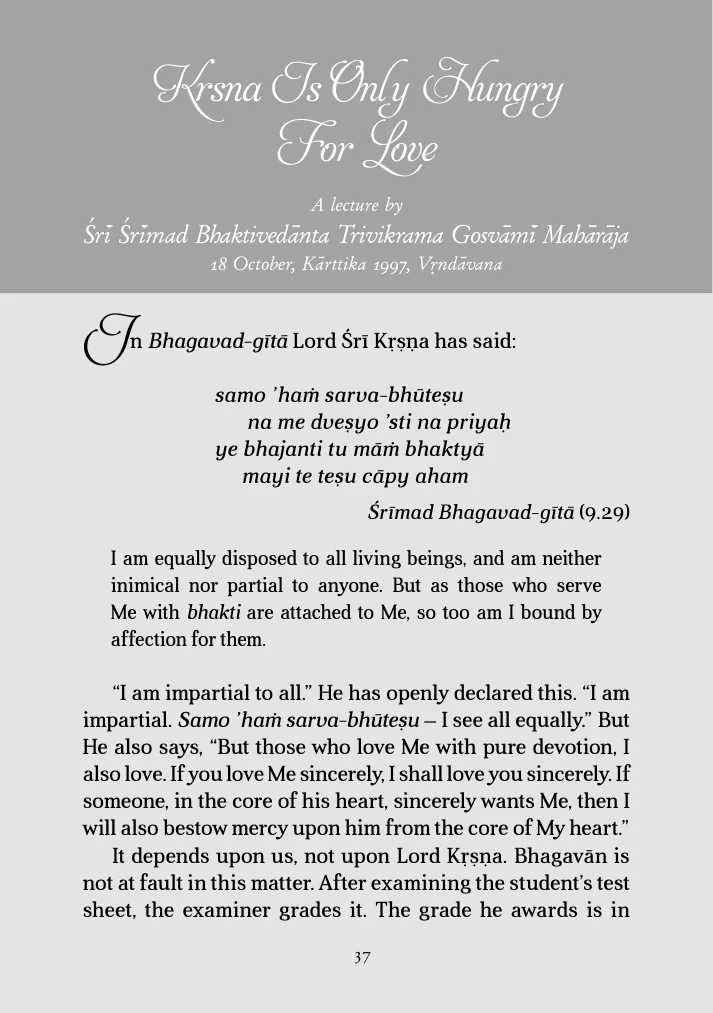 Krsna Is Only Hungry
For Love
A lecture by
Śrī Śrīmad Bhaktivedānta Trivikrama Gosvāmī Mahārāja
18 October, Kārttika 1997, Vṛndāvana
In Bhagavad-gītā Lord Śrī Kṛṣṇa has said:
samo ’haṁ sarva-bhūteṣu
na me dveṣyo ’sti na priyaḥ
ye bhajanti tu māṁ bhaktyā
mayi te teṣu cāpy aham
Śrīmad Bhagavad-gītā (9.29)
I am equally disposed to all living beings, and am neither
inimical nor partial to anyone. But as those who serve
Me with bhakti are attached to Me, so too am I bound by
affection for them.
“I am impartial to all.” He has openly declared this. “I am
impartial. Samo ’haṁ sarva-bhūteṣu – I see all equally.” But
He also says, “But those who love Me with pure devotion, I
also love. If you love Me sincerely, I shall love you sincerely. If
someone, in the core of his heart, sincerely wants Me, then I
will also bestow mercy upon him from the core of My heart.”
It depends upon us, not upon Lord Kṛṣṇa. Bhagavān is
not at fault in this matter. After examining the student’s test
sheet, the examiner grades it. The grade he awards is in
37